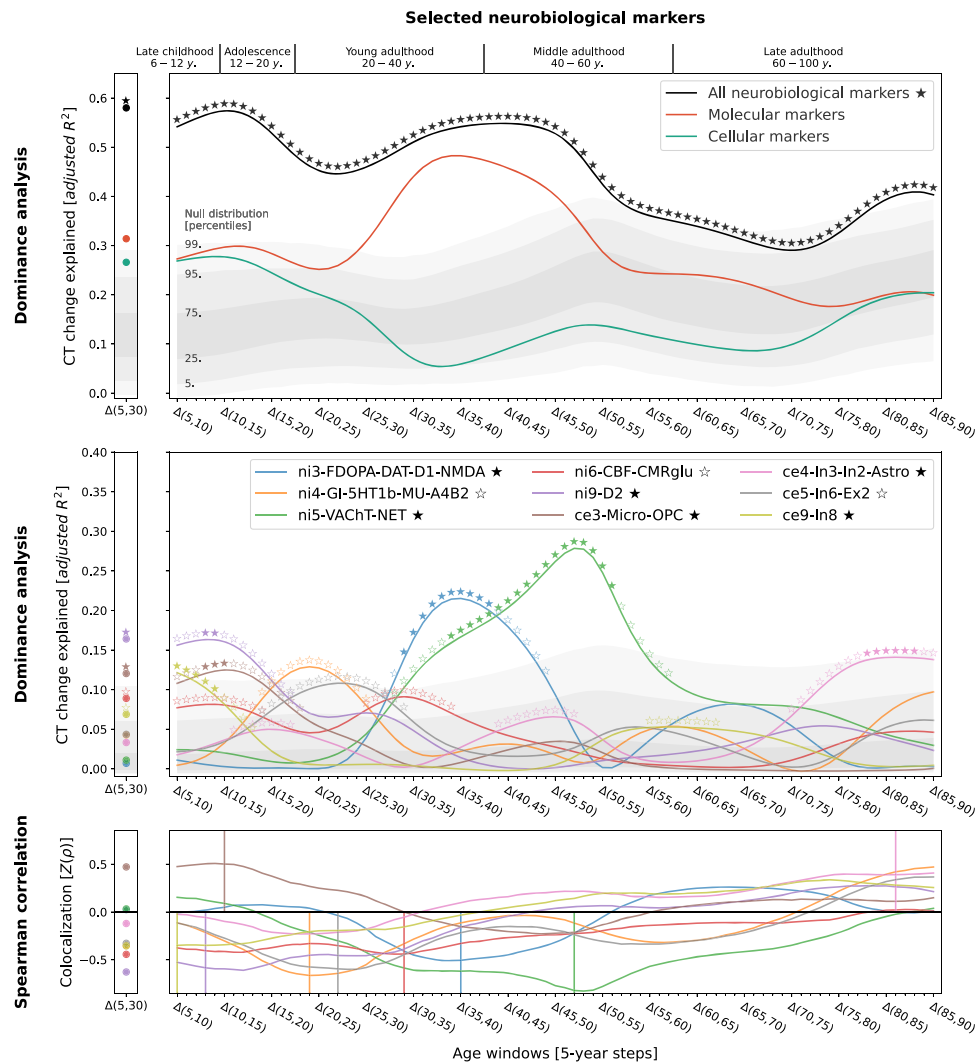 Selected neurobiological markers
Late childhood
6 – 12 y.
Adolescence
12 – 20 y.
Young adulthood
20 – 40 y.
Middle adulthood
40 – 60 y.
Late adulthood
60 – 100 y.
Dominance analysis
CT change explained [adjusted R²]
0.6
0.5
0.4
0.3
0.2
0.1
0.0
All neurobiological markers ★
Molecular markers
Cellular markers
Null distribution
[percentiles]
99.
95.
75.
25.
5.
Δ(5,30)
Δ(5,10)
Δ(10,15)
Δ(15,20)
Δ(20,25)
Δ(25,30)
Δ(30,35)
Δ(35,40)
Δ(40,45)
Δ(45,50)
Δ(50,55)
Δ(55,60)
Δ(60,65)
Δ(65,70)
Δ(70,75)
Δ(75,80)
Δ(80,85)
Δ(85,90)
Dominance analysis
CT change explained [adjusted R²]
0.40
0.35
0.30
0.25
0.20
0.15
0.10
0.05
0.00
ni3-FDOPA-DAT-D1-NMDA ★
ni4-GI-5HT1b-MU-A4B2 ☆
ni5-VAChT-NET ★
ni6-CBF-CMRglu ☆
ni9-D2 ★
ce3-Micro-OPC ★
ce4-In3-In2-Astro ★
ce5-In6-Ex2 ☆
ce9-In8 ★
Δ(5,30)
Δ(5,10)
Δ(10,15)
Δ(15,20)
Δ(20,25)
Δ(25,30)
Δ(30,35)
Δ(35,40)
Δ(40,45)
Δ(45,50)
Δ(50,55)
Δ(55,60)
Δ(60,65)
Δ(65,70)
Δ(70,75)
Δ(75,80)
Δ(80,85)
Δ(85,90)
Spearman correlation
Colocalization [Z(ρ)]
0.5
0.0
−0.5
Δ(5,30)
Δ(5,10)
Δ(10,15)
Δ(15,20)
Δ(20,25)
Δ(25,30)
Δ(30,35)
Δ(35,40)
Δ(40,45)
Δ(45,50)
Δ(50,55)
Δ(55,60)
Δ(60,65)
Δ(65,70)
Δ(70,75)
Δ(75,80)
Δ(80,85)
Δ(85,90)
Age windows [5-year steps]